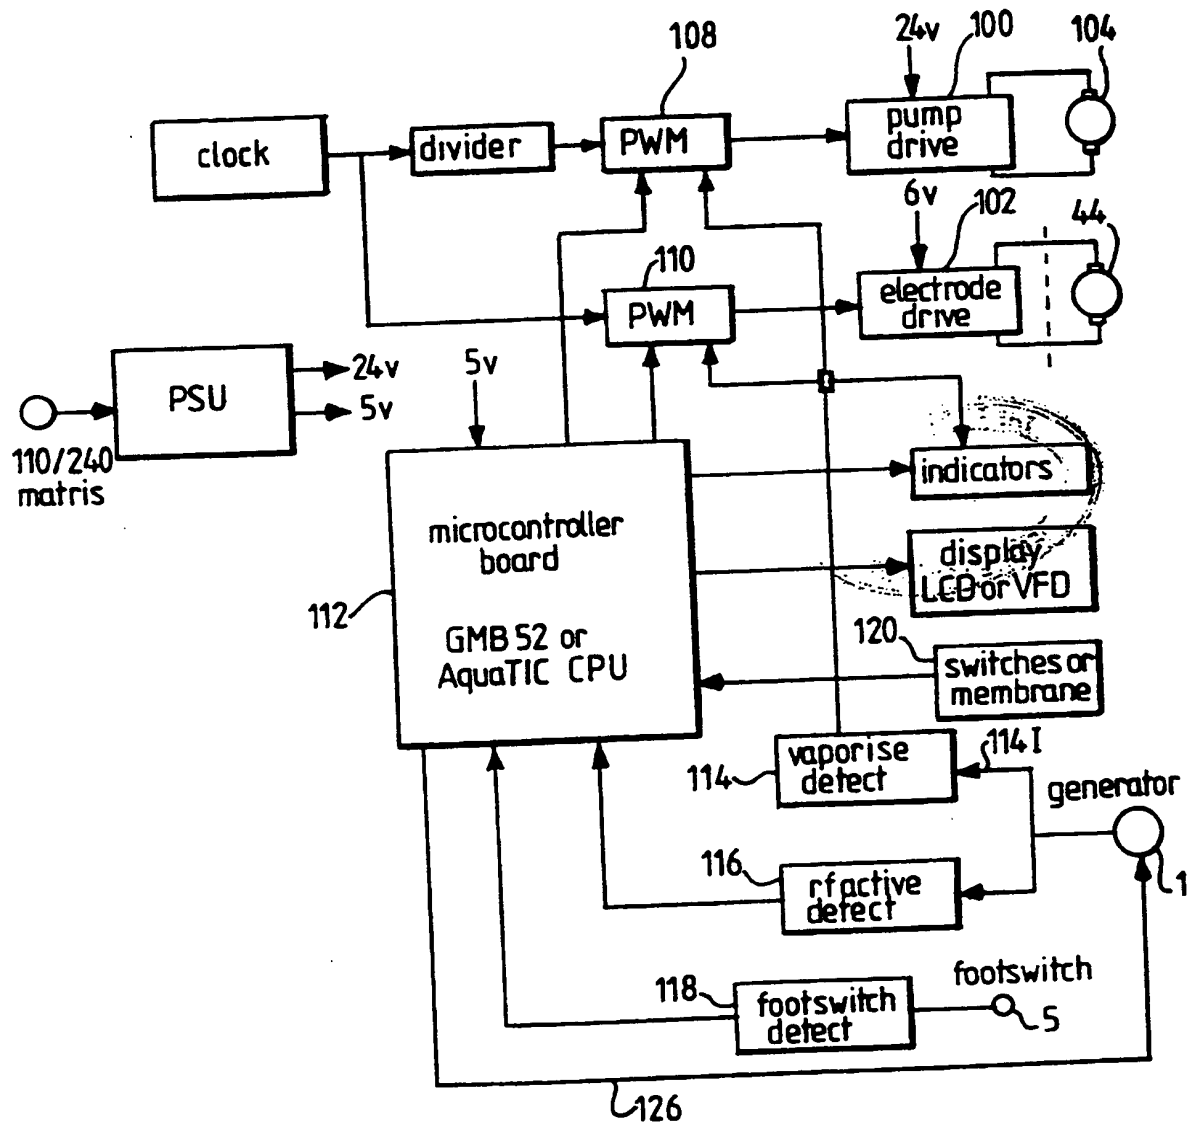 108
24v
100
104
clock
divider
PWM
pump
drive
6v
102
44
110
PWM
electrode
drive
PSU
24v
5v
5v
110/240
matris
indicators
microcontroller
board
display
LCD or VFD
112
GMB 52 or
AquaTIC CPU
120
switches or
membrane
114
vaporise
detect
114I
generator
1
116
rf active
detect
118
footswitch
detect
footswitch
5
126